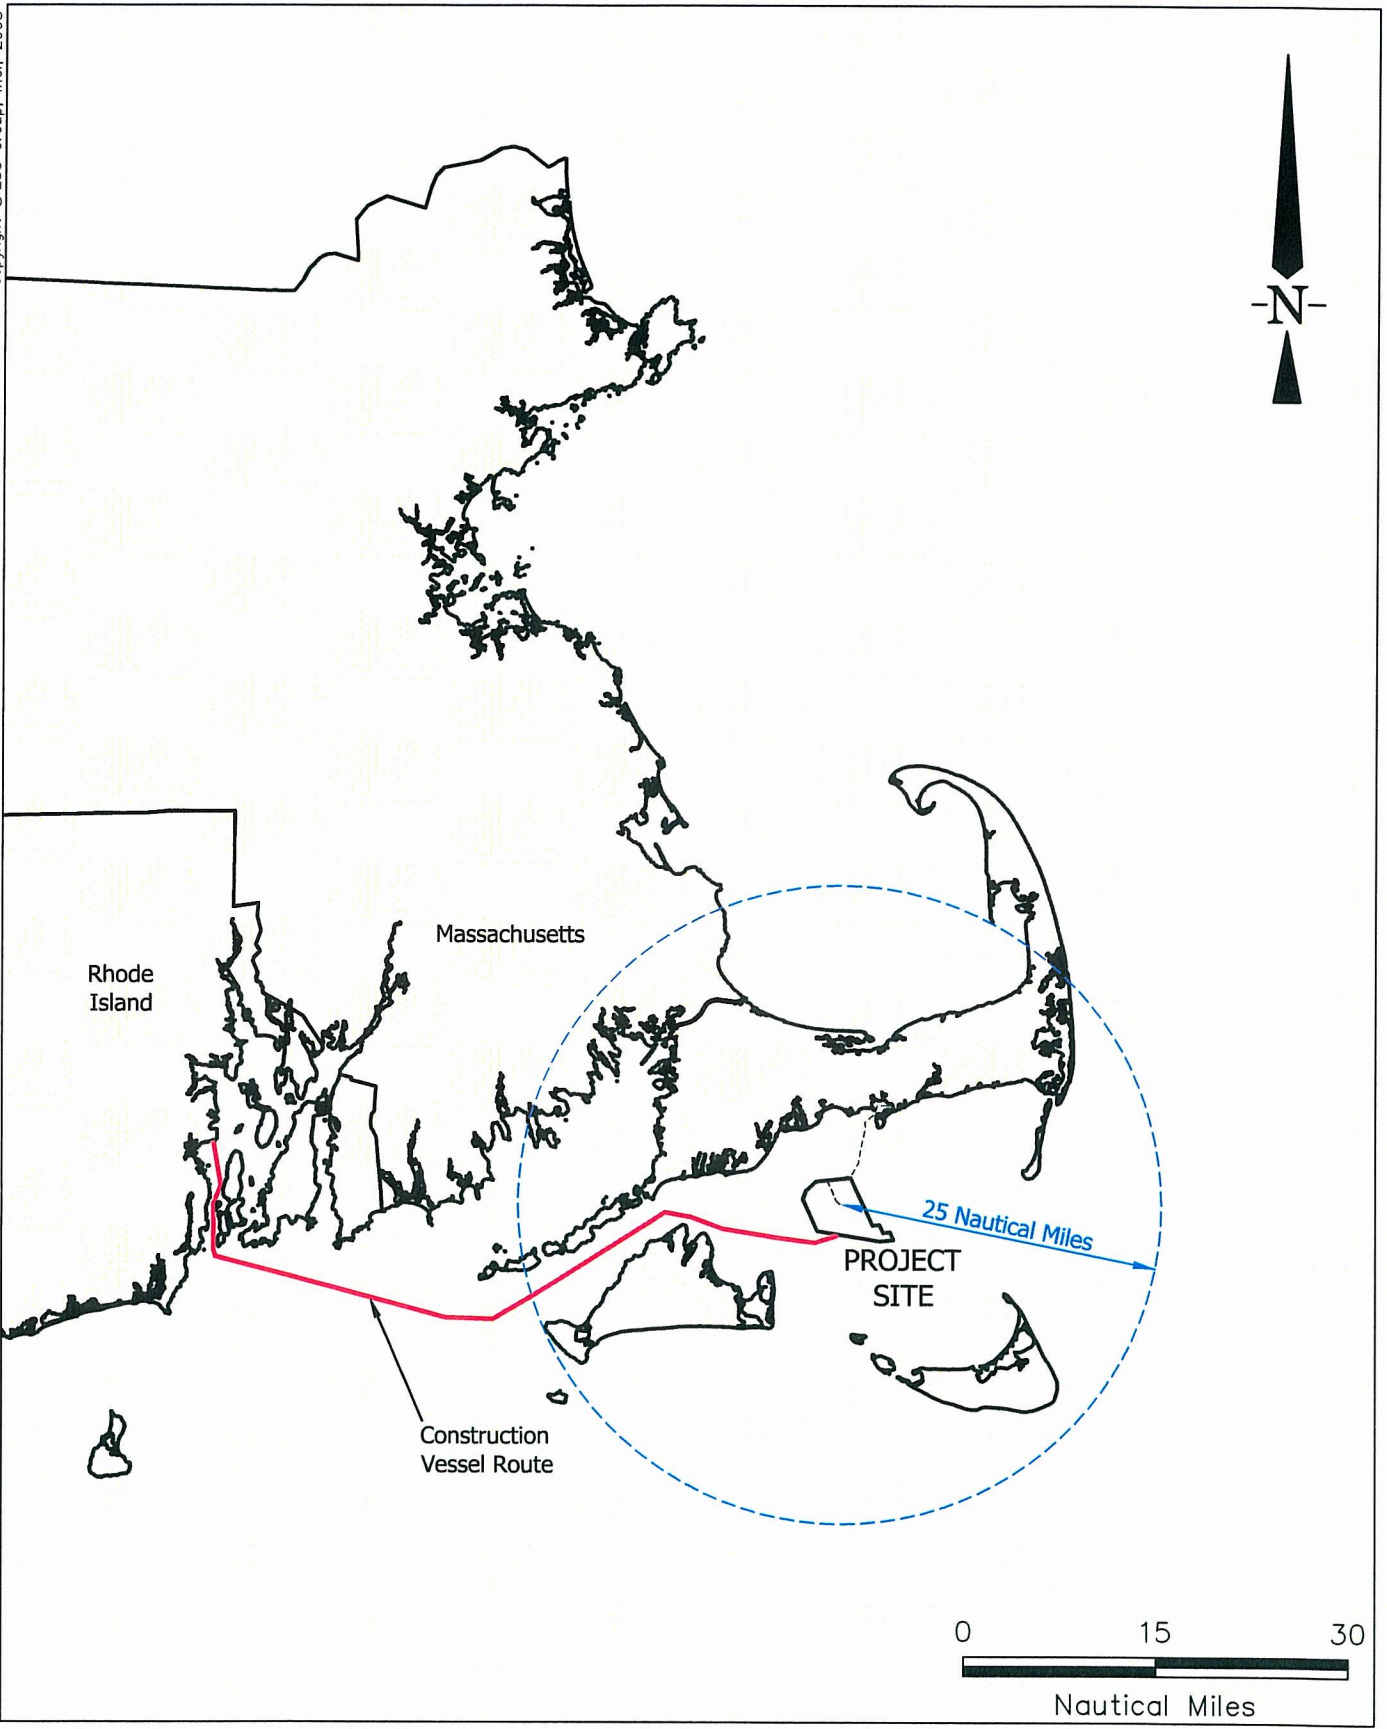 -N-
Massachusetts
Rhode
Island
25 Nautical Miles
PROJECT
SITE
Construction
Vessel Route
0 15 30
Nautical Miles